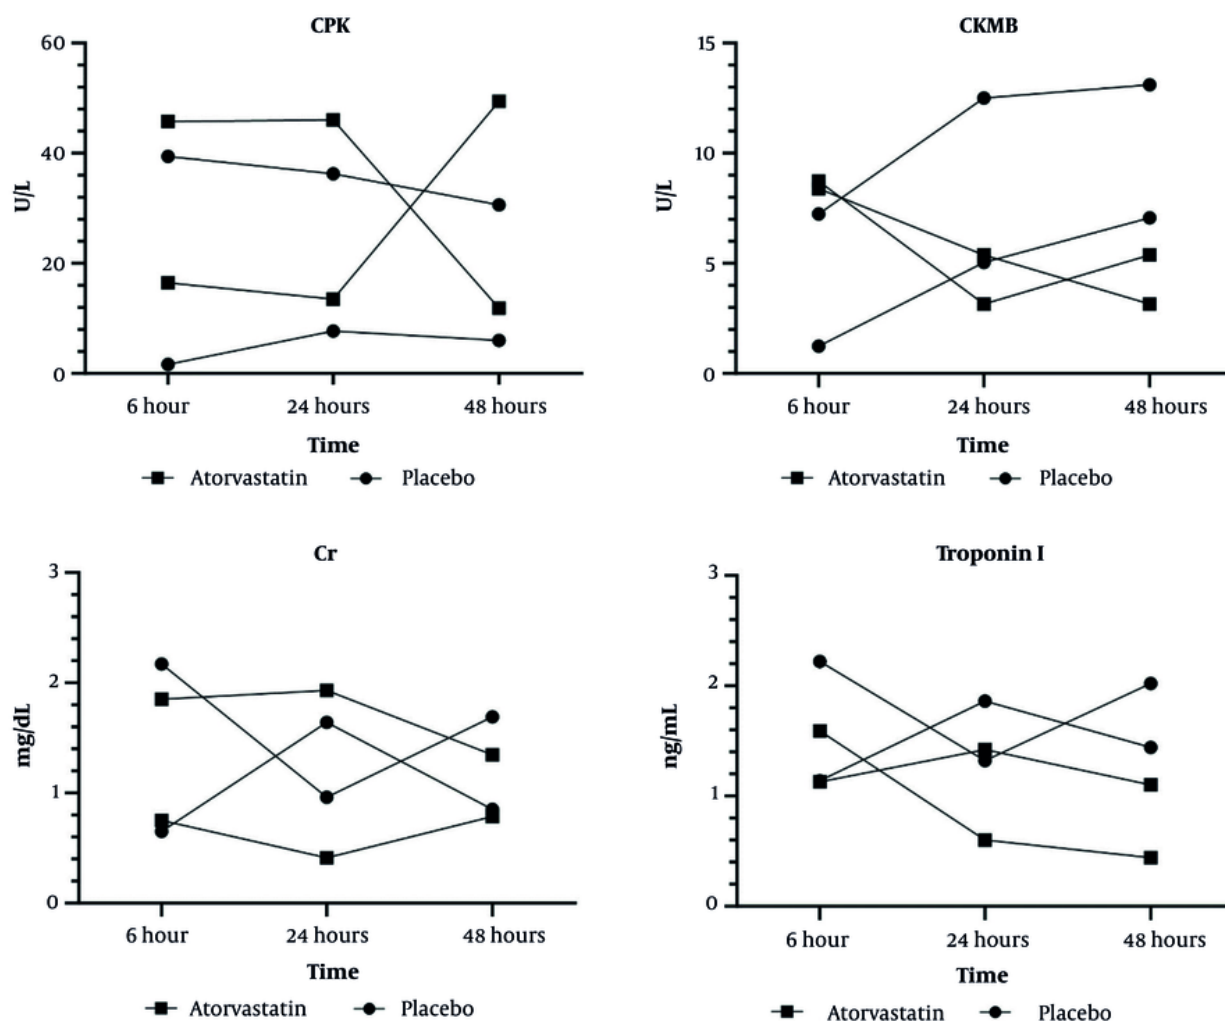 CPK
60
40
20
0
U/L
6 hour 24 hours 48 hours
Time
Atorvastatin Placebo
CKMB
15
10
5
0
U/L
6 hour 24 hours 48 hours
Time
Atorvastatin Placebo
Cr
3
2
1
0
mg/dL
6 hour 24 hours 48 hours
Time
Atorvastatin Placebo
Troponin I
3
2
1
0
ng/mL
6 hour 24 hours 48 hours
Time
Atorvastatin Placebo